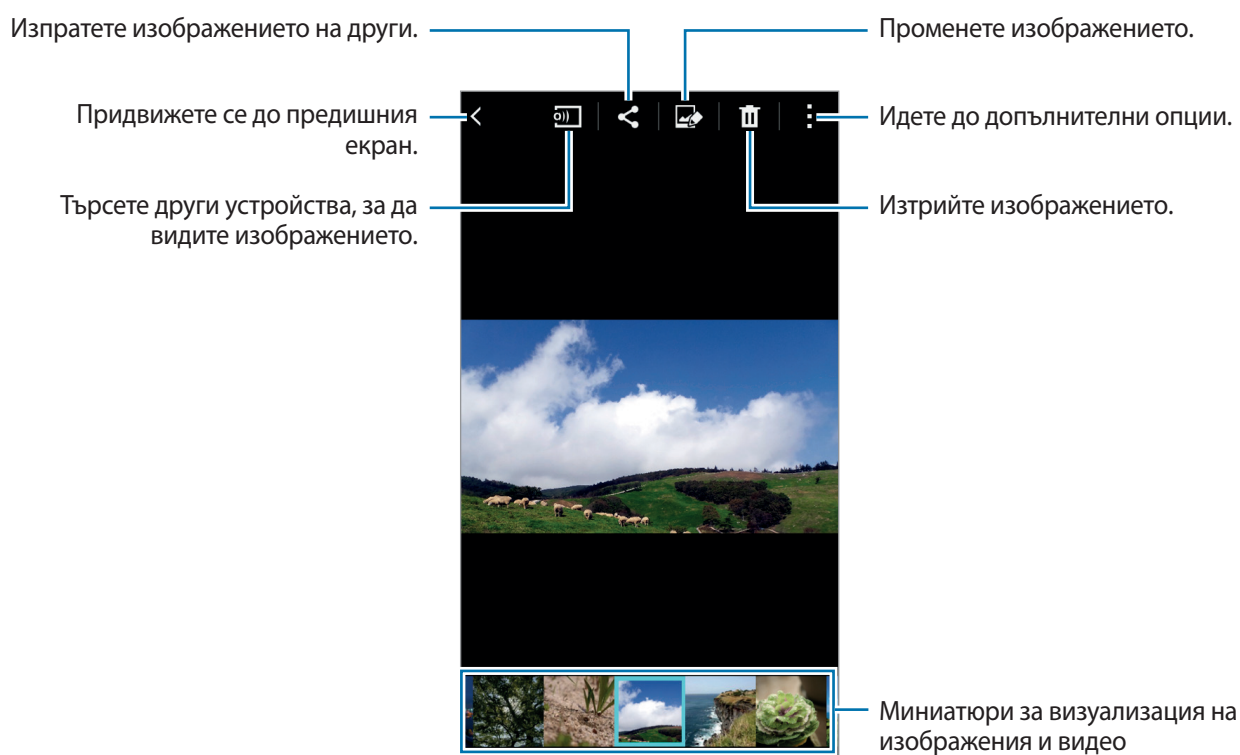 Изпратете изображението на други.
Придвижете се до предишния
екран.
Търсете други устройства, за да
видите изображението.
Променете изображението.
Идете до допълнителни опции.
Изтрийте изображението.
Миниатюри за визуализация на
изображения и видео